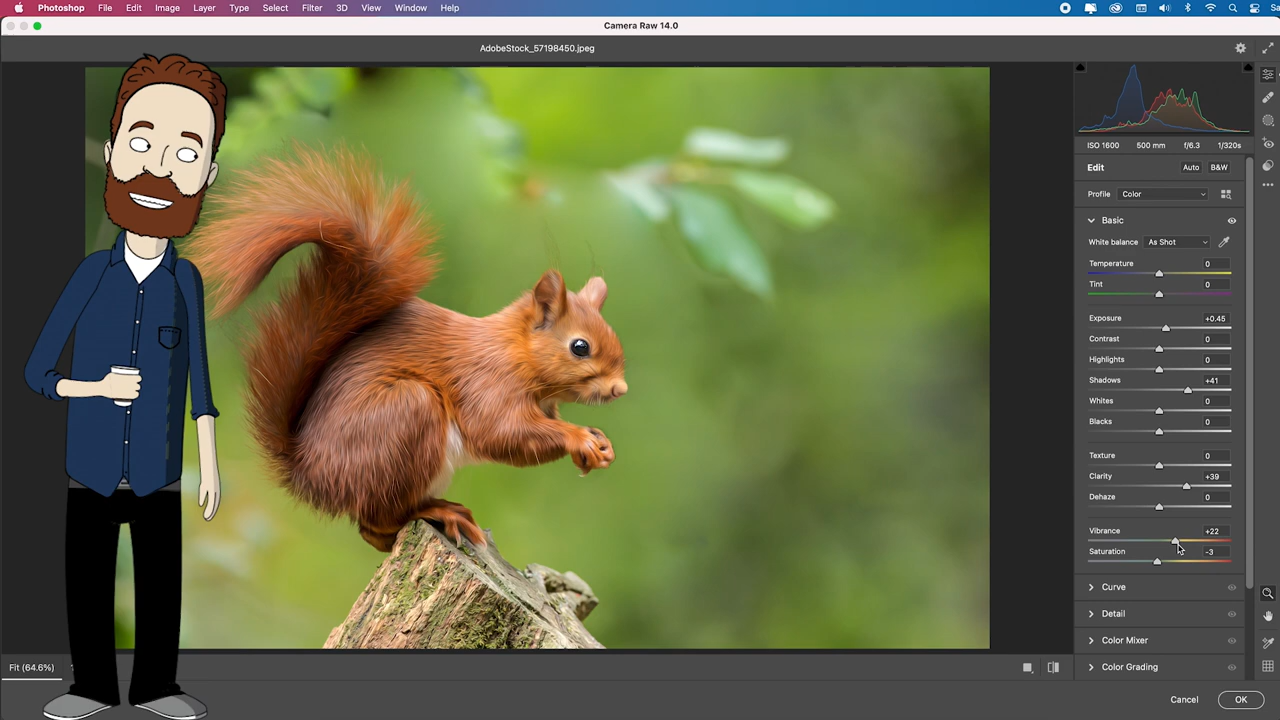 Photoshop File Edit Image Layer Type Select Filter 3D View Window Help
Camera Raw 14.0
AdobeStock_57198450.jpeg
ISO 1600 500 mm f/6.3 1/320s
Edit Auto B&W
Profile Color
Basic
White balance As Shot
Temperature 0
Tint 0
Exposure +0.45
Contrast 0
Highlights 0
Shadows +41
Whites 0
Blacks 0
Texture 0
Clarity +39
Dehaze 0
Vibrance +22
Saturation -3
Curve
Detail
Color Mixer
Color Grading
Fit (64.6%)
Cancel OK